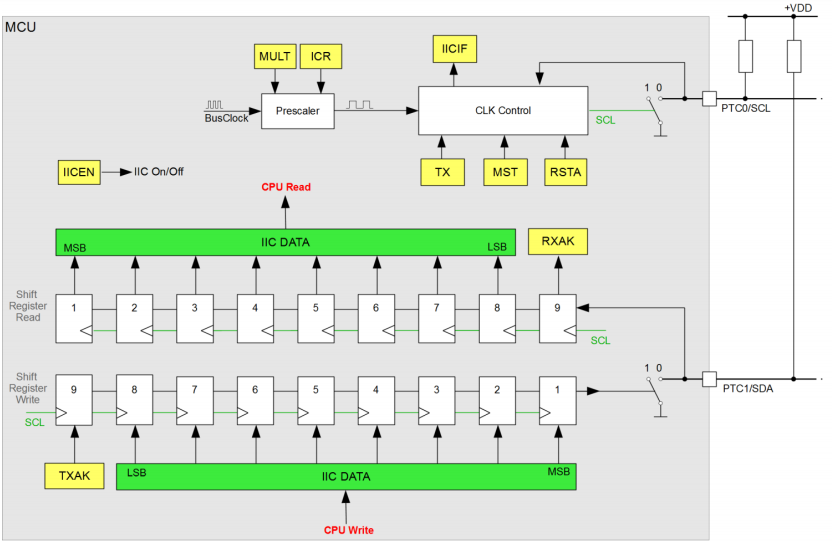 +VDD
MCU
MULT ICR IICIF
1 0
BusClock Prescaler CLK Control
SCL
PTC0/SCL
IICEN IIC On/Off TX MST RSTA
CPU Read
MSB IIC DATA LSB RXAK
Shift
Register
Read
1 2 3 4 5 6 7 8 9
SCL
Shift
Register
Write
9 8 7 6 5 4 3 2 1
1 0
PTC1/SDA
SCL
TXAK LSB IIC DATA MSB
CPU Write